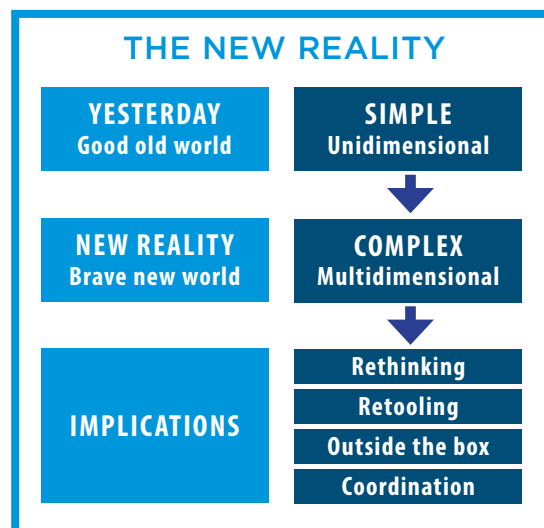 THE NEW REALITY
YESTERDAY
Good old world
SIMPLE
Unidimensional
NEW REALITY
Brave new world
COMPLEX
Multidimensional
IMPLICATIONS
Rethinking
Retooling
Outside the box
Coordination